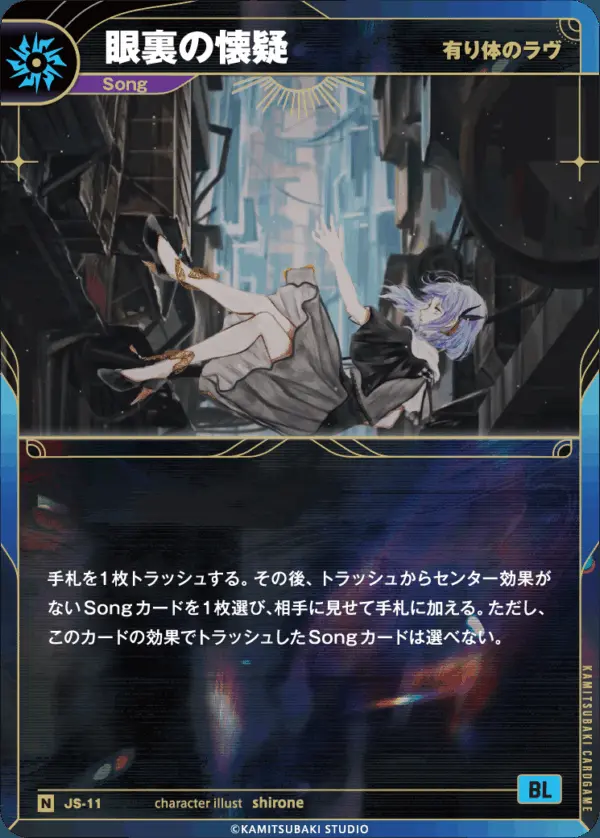 眼裏の懐疑
有り体のラヴ
Song
手札を1枚トラッシュする。その後、トラッシュからセンター効果が
ないSongカードを1枚選び、相手に見せて手札に加える。ただし、
このカードの効果でトラッシュしたSongカードは選べない。
KAMITSUBAKI CARDGAME
BL
N JS-11 character illust shirone
©KAMITSUBAKI STUDIO